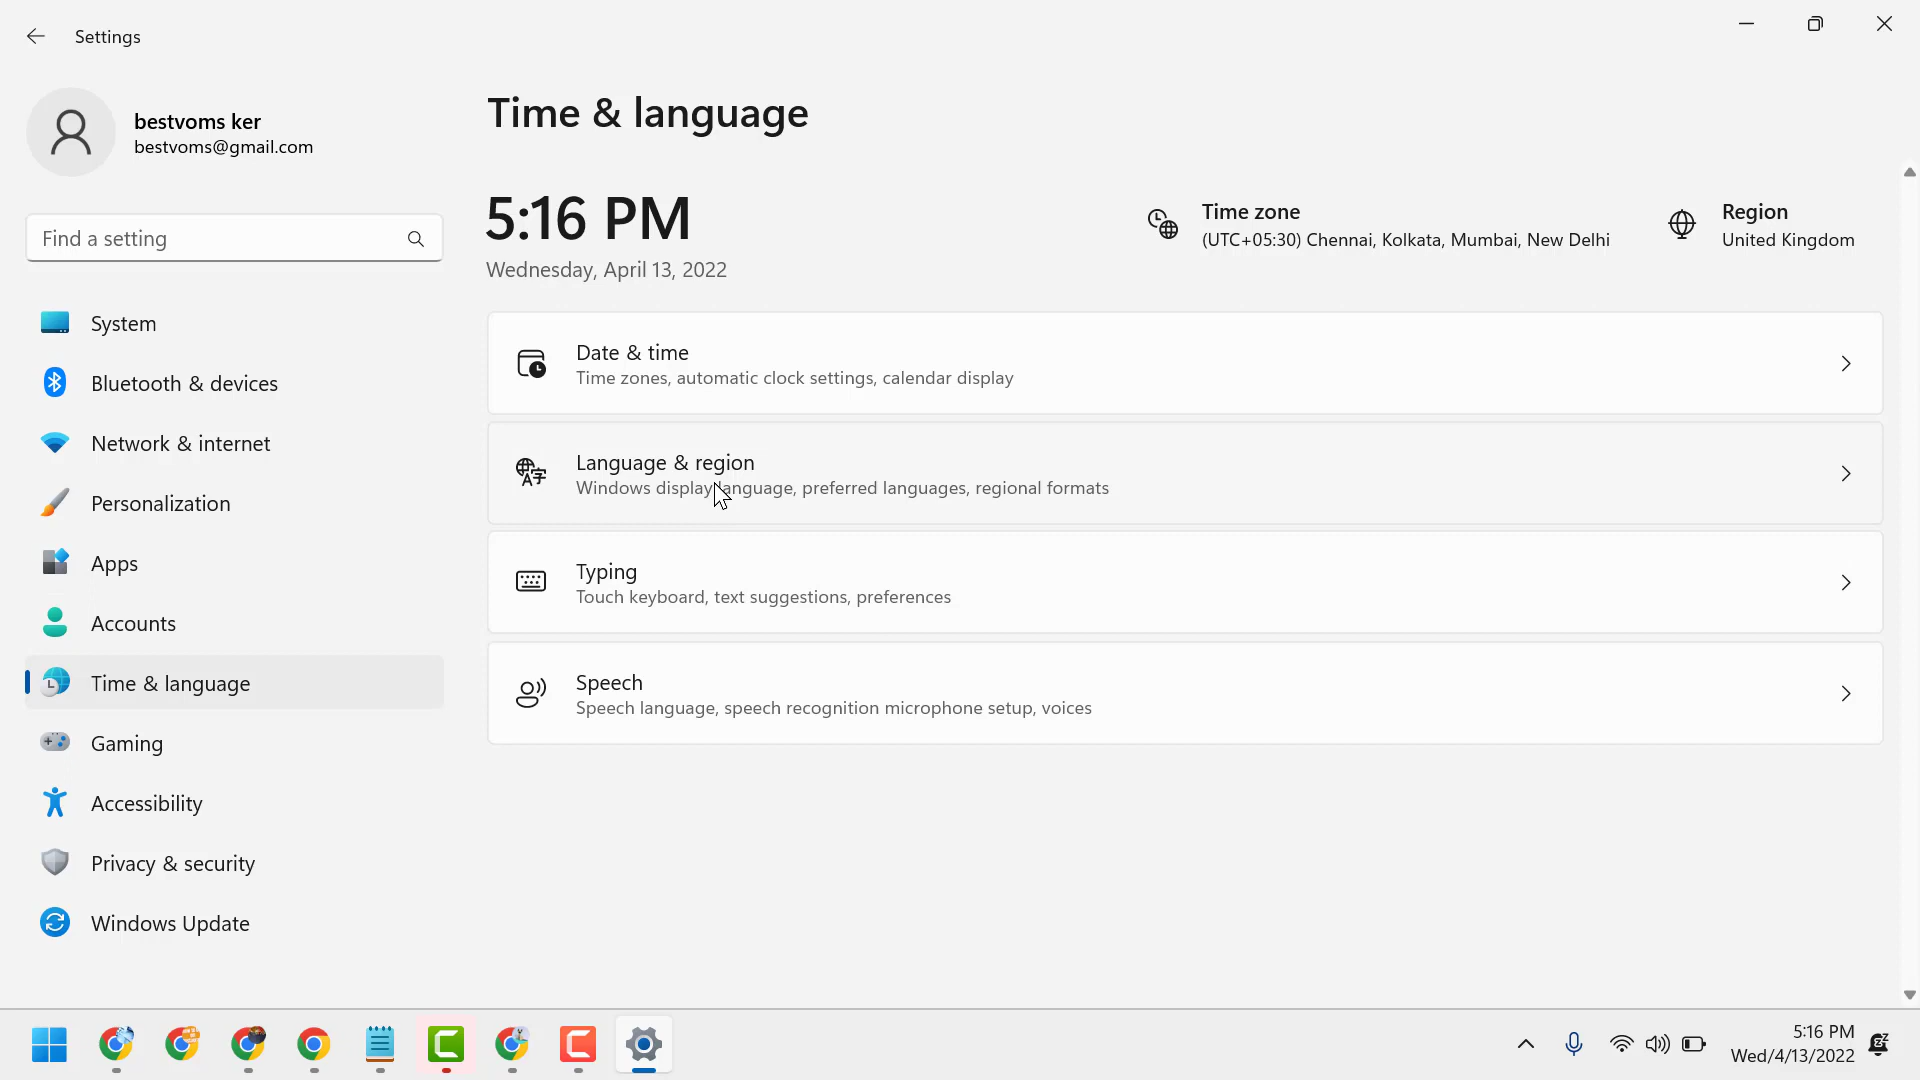 Settings
bestvoms ker
bestvoms@gmail.com
Find a setting
System
Bluetooth & devices
Network & internet
Personalization
Apps
Accounts
Time & language
Gaming
Accessibility
Privacy & security
Windows Update
Time & language
5:16 PM
Wednesday, April 13, 2022
Time zone
(UTC+05:30) Chennai, Kolkata, Mumbai, New Delhi
Region
United Kingdom
Date & time
Time zones, automatic clock settings, calendar display
Language & region
Windows display language, preferred languages, regional formats
Typing
Touch keyboard, text suggestions, preferences
Speech
Speech language, speech recognition microphone setup, voices
5:16 PM
Wed/4/13/2022